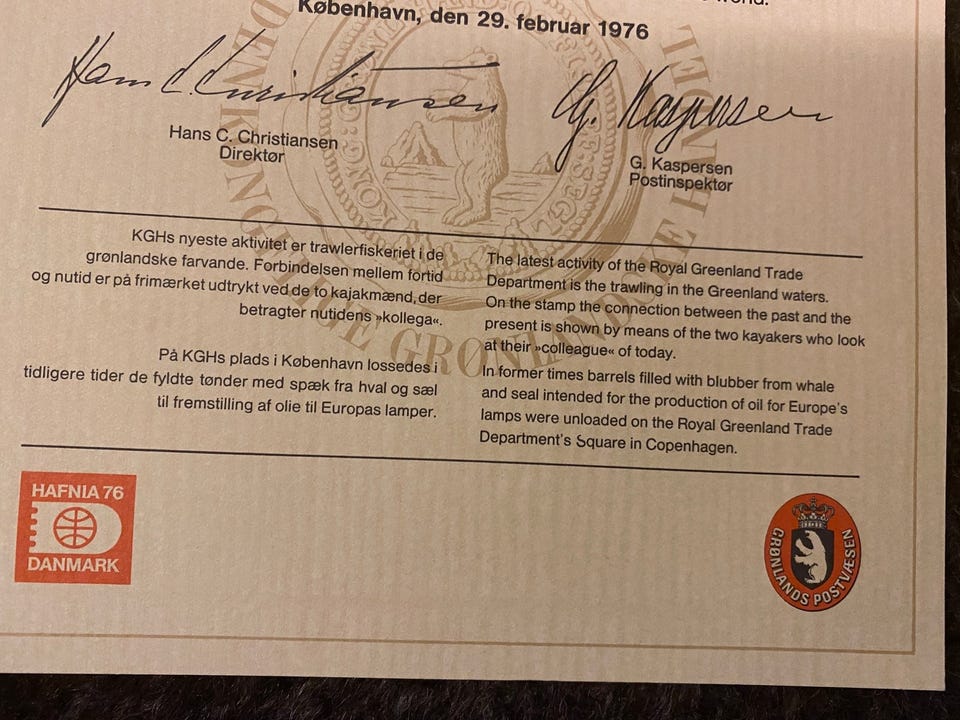 København, den 29. februar 1976
Hans C. Christiansen
G. Kaspersen
Hans C. Christiansen
Direktør
G. Kaspersen
Postinspektør
KGHs nyeste aktivitet er trawlerfiskeriet i de
grønlandske farvande. Forbindelsen mellem fortid
og nutid er på frimærket udtrykt ved de to kajakmænd, der
betragter nutidens »kollega«.
På KGHs plads i København lossedes i
tidligere tider de fyldte tønder med spæk fra hval og sæl
til fremstilling af olie til Europas lamper.
The latest activity of the Royal Greenland Trade
Department is the trawling in the Greenland waters.
On the stamp the connection between the past and the
present is shown by means of the two kayakers who look
at their »colleague« of today.
In former times barrels filled with blubber from whale
and seal intended for the production of oil for Europe's
lamps were unloaded on the Royal Greenland Trade
Department's Square in Copenhagen.
HAFNIA 76
DANMARK
GRØNLANDS POSTVÆSEN